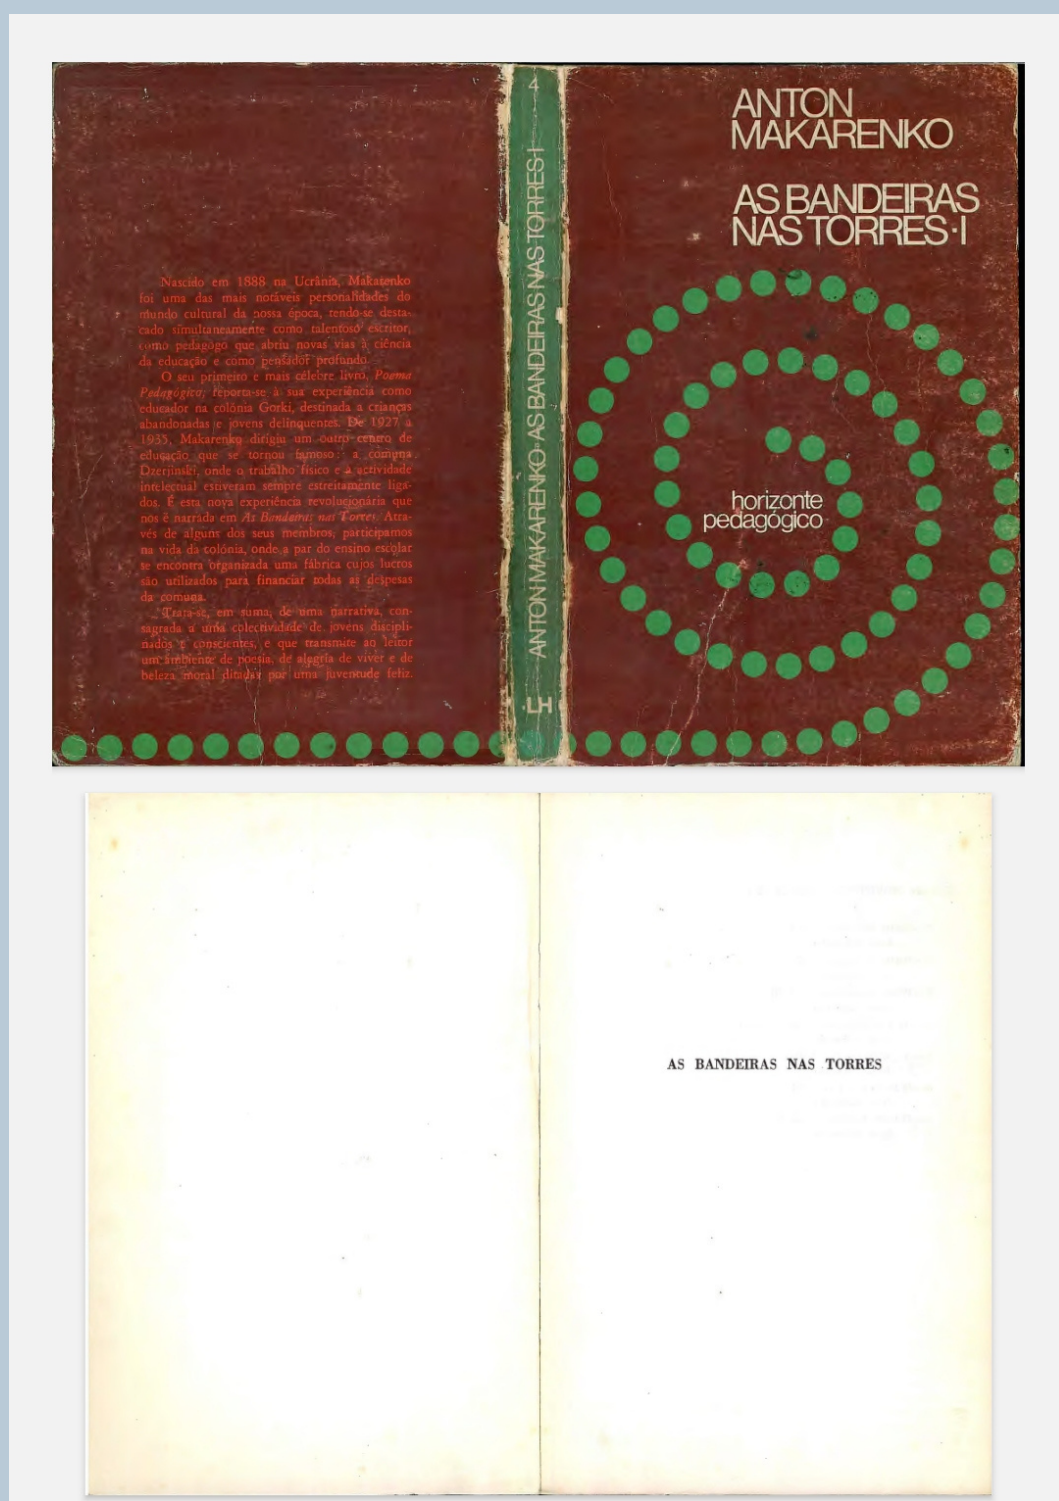 Nascido em 1888 na Ucrânia, Makarenko
foi uma das mais notáveis personalidades do
mundo cultural da nossa época, tendo-se desta-
cado simultaneamente como talentoso escritor,
como pedagogo que abriu novas vias à ciência
da educação e como pensador profundo.
O seu primeiro e mais célebre livro, Poema
Pedagógico, reporta-se à sua experiência como
educador na colónia Gorki, destinada a crianças
abandonadas e jovens delinquentes. De 1927 a
1935, Makarenko dirigiu um outro centro de
educação que se tornou famoso: a comuna
Dzerjinski, onde o trabalho físico e a actividade
intelectual estiveram sempre estreitamente liga-
dos. É esta nova experiência revolucionária que
nos é narrada em As Bandeiras nas Torres. Atra-
vés de alguns dos seus membros, participamos
na vida da colónia, onde a par do ensino escolar
se encontra organizada uma fábrica cujos lucros
são utilizados para financiar todas as despesas
da comuna.
Trata-se, em suma, de uma narrativa, con-
sagrada a uma colectividade de jovens discipli-
nados e conscientes, e que transmite ao leitor
um ambiente de poesia, de alegria de viver e de
beleza moral ditadas por uma juventude feliz.
4
ANTON MAKARENKO • AS BANDEIRAS NAS TORRES • I
LH
ANTON
MAKARENKO
AS BANDEIRAS
NAS TORRES • I
horizonte
pedagógico
AS BANDEIRAS NAS TORRES